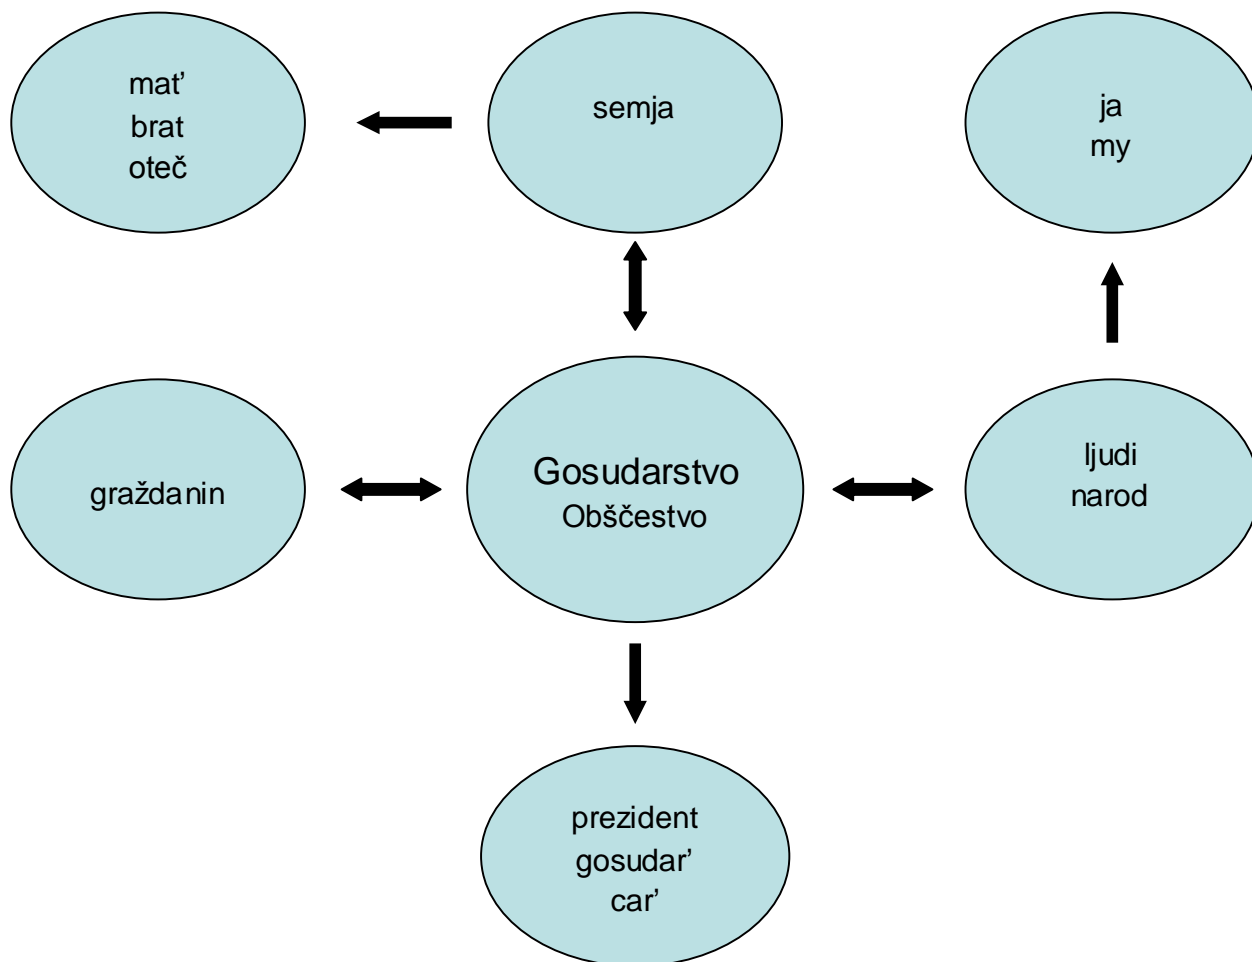 mat’
brat
oteč
semja
ja
my
graždanin
Gosudarstvo
Obščestvo
ljudi
narod
prezident
gosudar’
car’